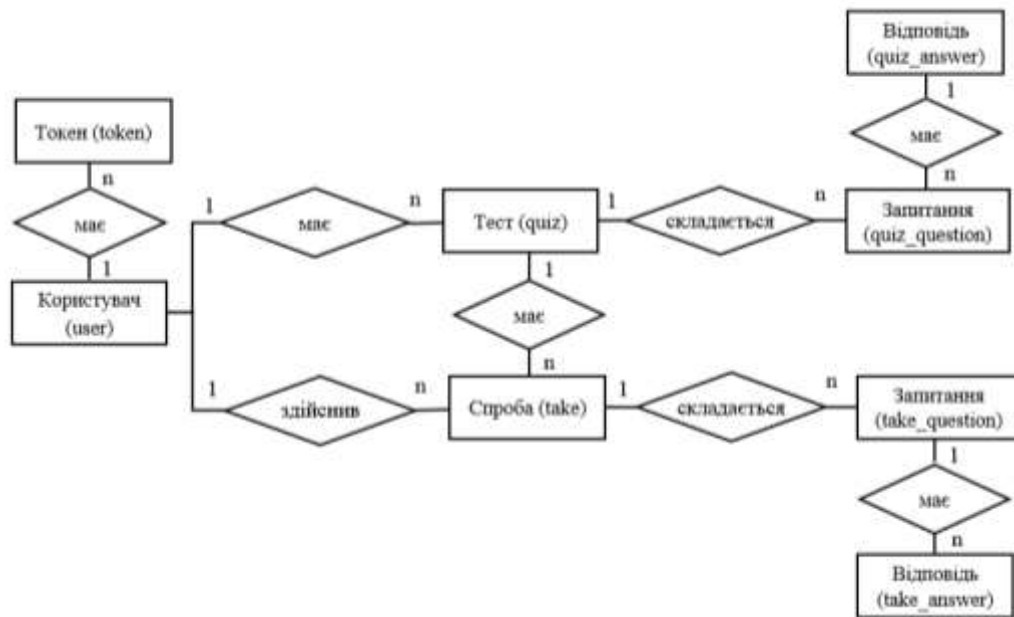 Відповідь
(quiz_answer)
1
має
n
Токен (token)
n
має
1
Користувач
(user)
1
має
n
Тест (quiz)
1
складається
n
Запитання
(quiz_question)
1
має
n
1
здійснив
n
Спроба (take)
1
складається
n
Запитання
(take_question)
1
має
n
Відповідь
(take_answer)